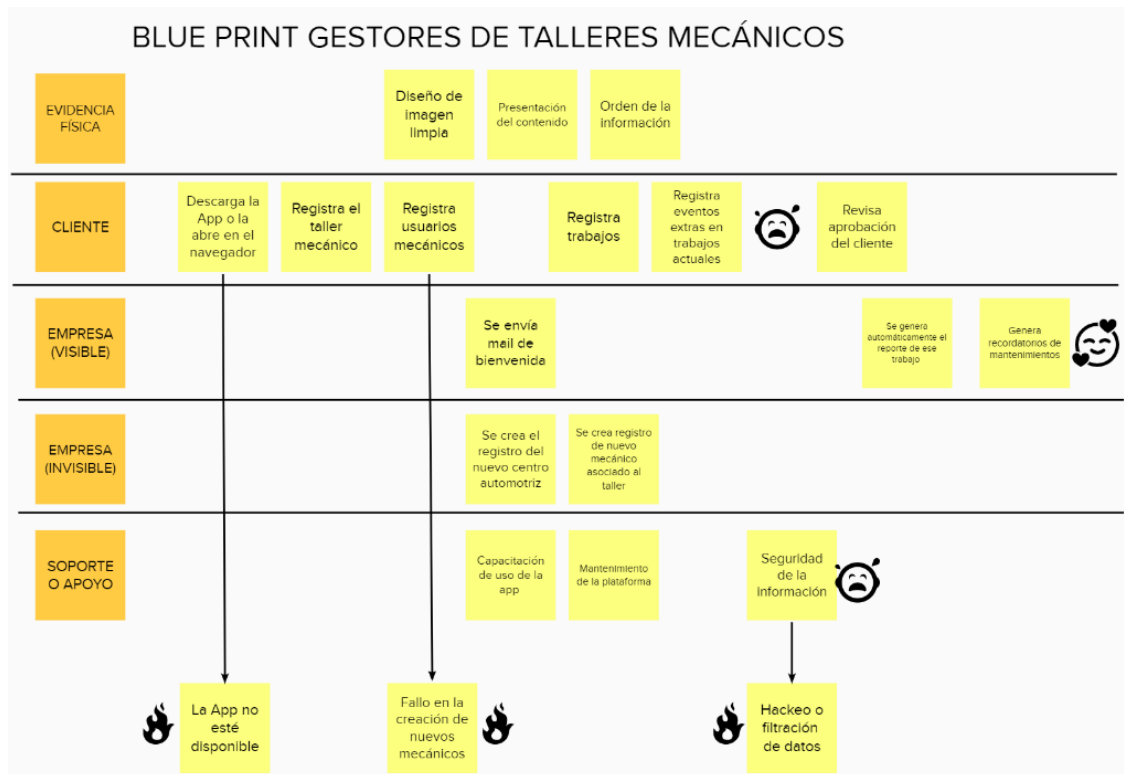 BLUE PRINT GESTORES DE TALLERES MECÁNICOS
EVIDENCIA
FÍSICA
Diseño de
imagen
limpia
Presentación
del contenido
Orden de la
información
CLIENTE
Descarga la
App o la
abre en el
navegador
Registra el
taller
mecánico
Registra
usuarios
mecánicos
Registra
trabajos
Registra
eventos
extras en
trabajos
actuales
Revisa
aprobación
del cliente
EMPRESA
(VISIBLE)
Se envía
mail de
bienvenida
Se genera
automáticamente el
reporte de ese
trabajo
Genera
recordatorios de
mantenimientos
EMPRESA
(INVISIBLE)
Se crea el
registro del
nuevo centro
automotriz
Se crea registro
de nuevo
mecánico
asociado al
taller
SOPORTE
O APOYO
Capacitación
de uso de la
app
Mantenimiento
de la plataforma
Seguridad
de la
información
La App no
esté
disponible
Fallo en la
creación de
nuevos
mecánicos
Hackeo o
filtración
de datos